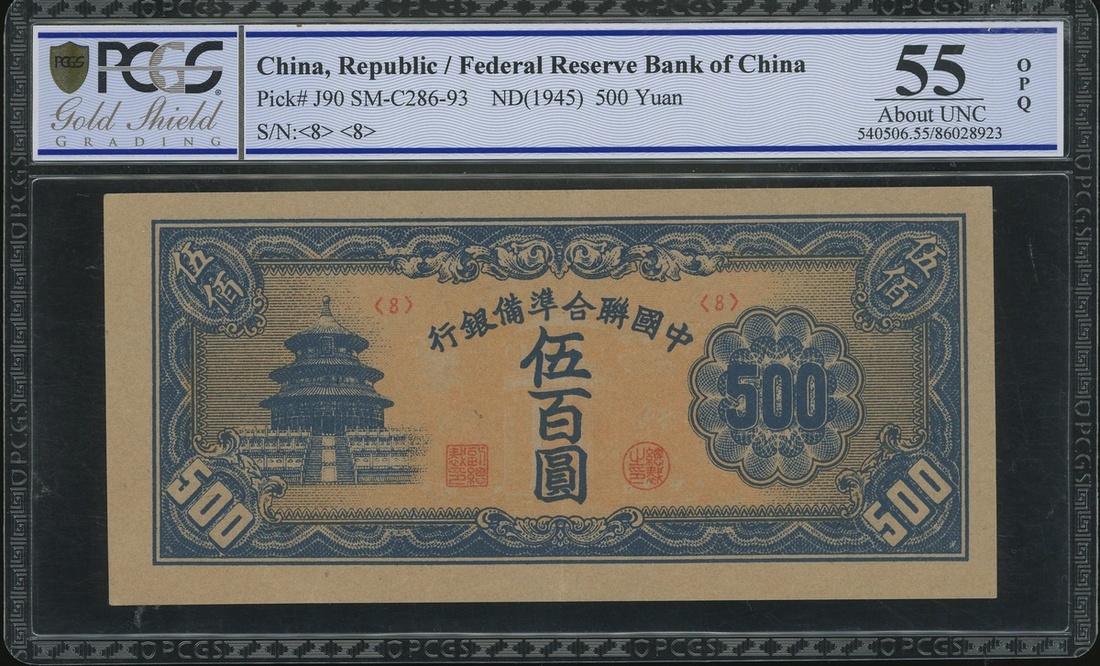 PCGS
PCGS
Gold Shield
GRADING
China, Republic / Federal Reserve Bank of China
Pick# J90 SM-C286-93 ND(1945) 500 Yuan
S/N:<8> <8>
55
About UNC
540506.55/86028923
OPQ
伍佰
伍佰
〈8〉
〈8〉
中國聯合準備銀行
伍百圓
500
500
500